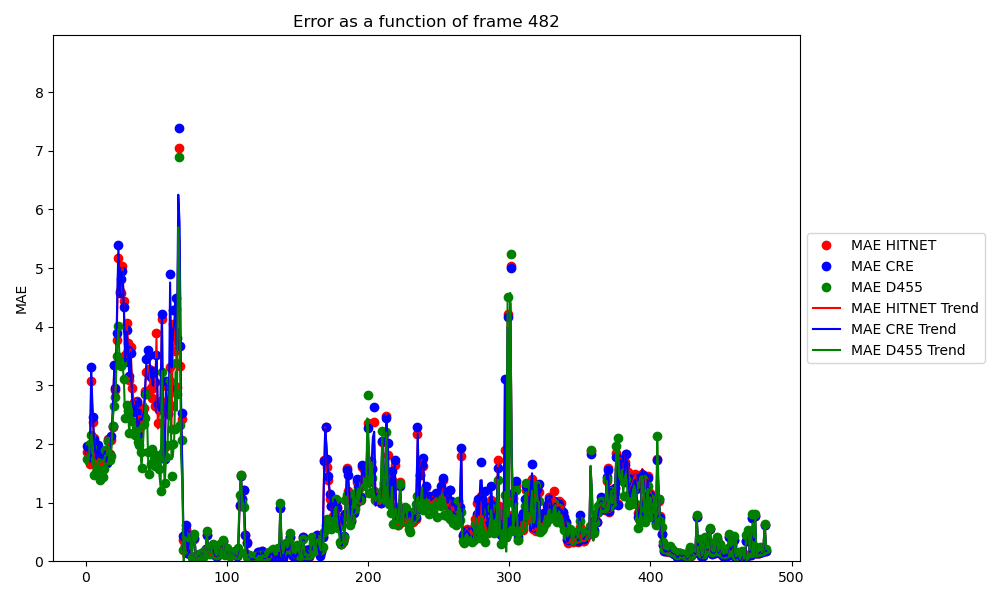 Error as a function of frame 482
MAE
8
7
6
5
4
3
2
1
0
0 100 200 300 400 500
MAE HITNET
MAE CRE
MAE D455
MAE HITNET Trend
MAE CRE Trend
MAE D455 Trend